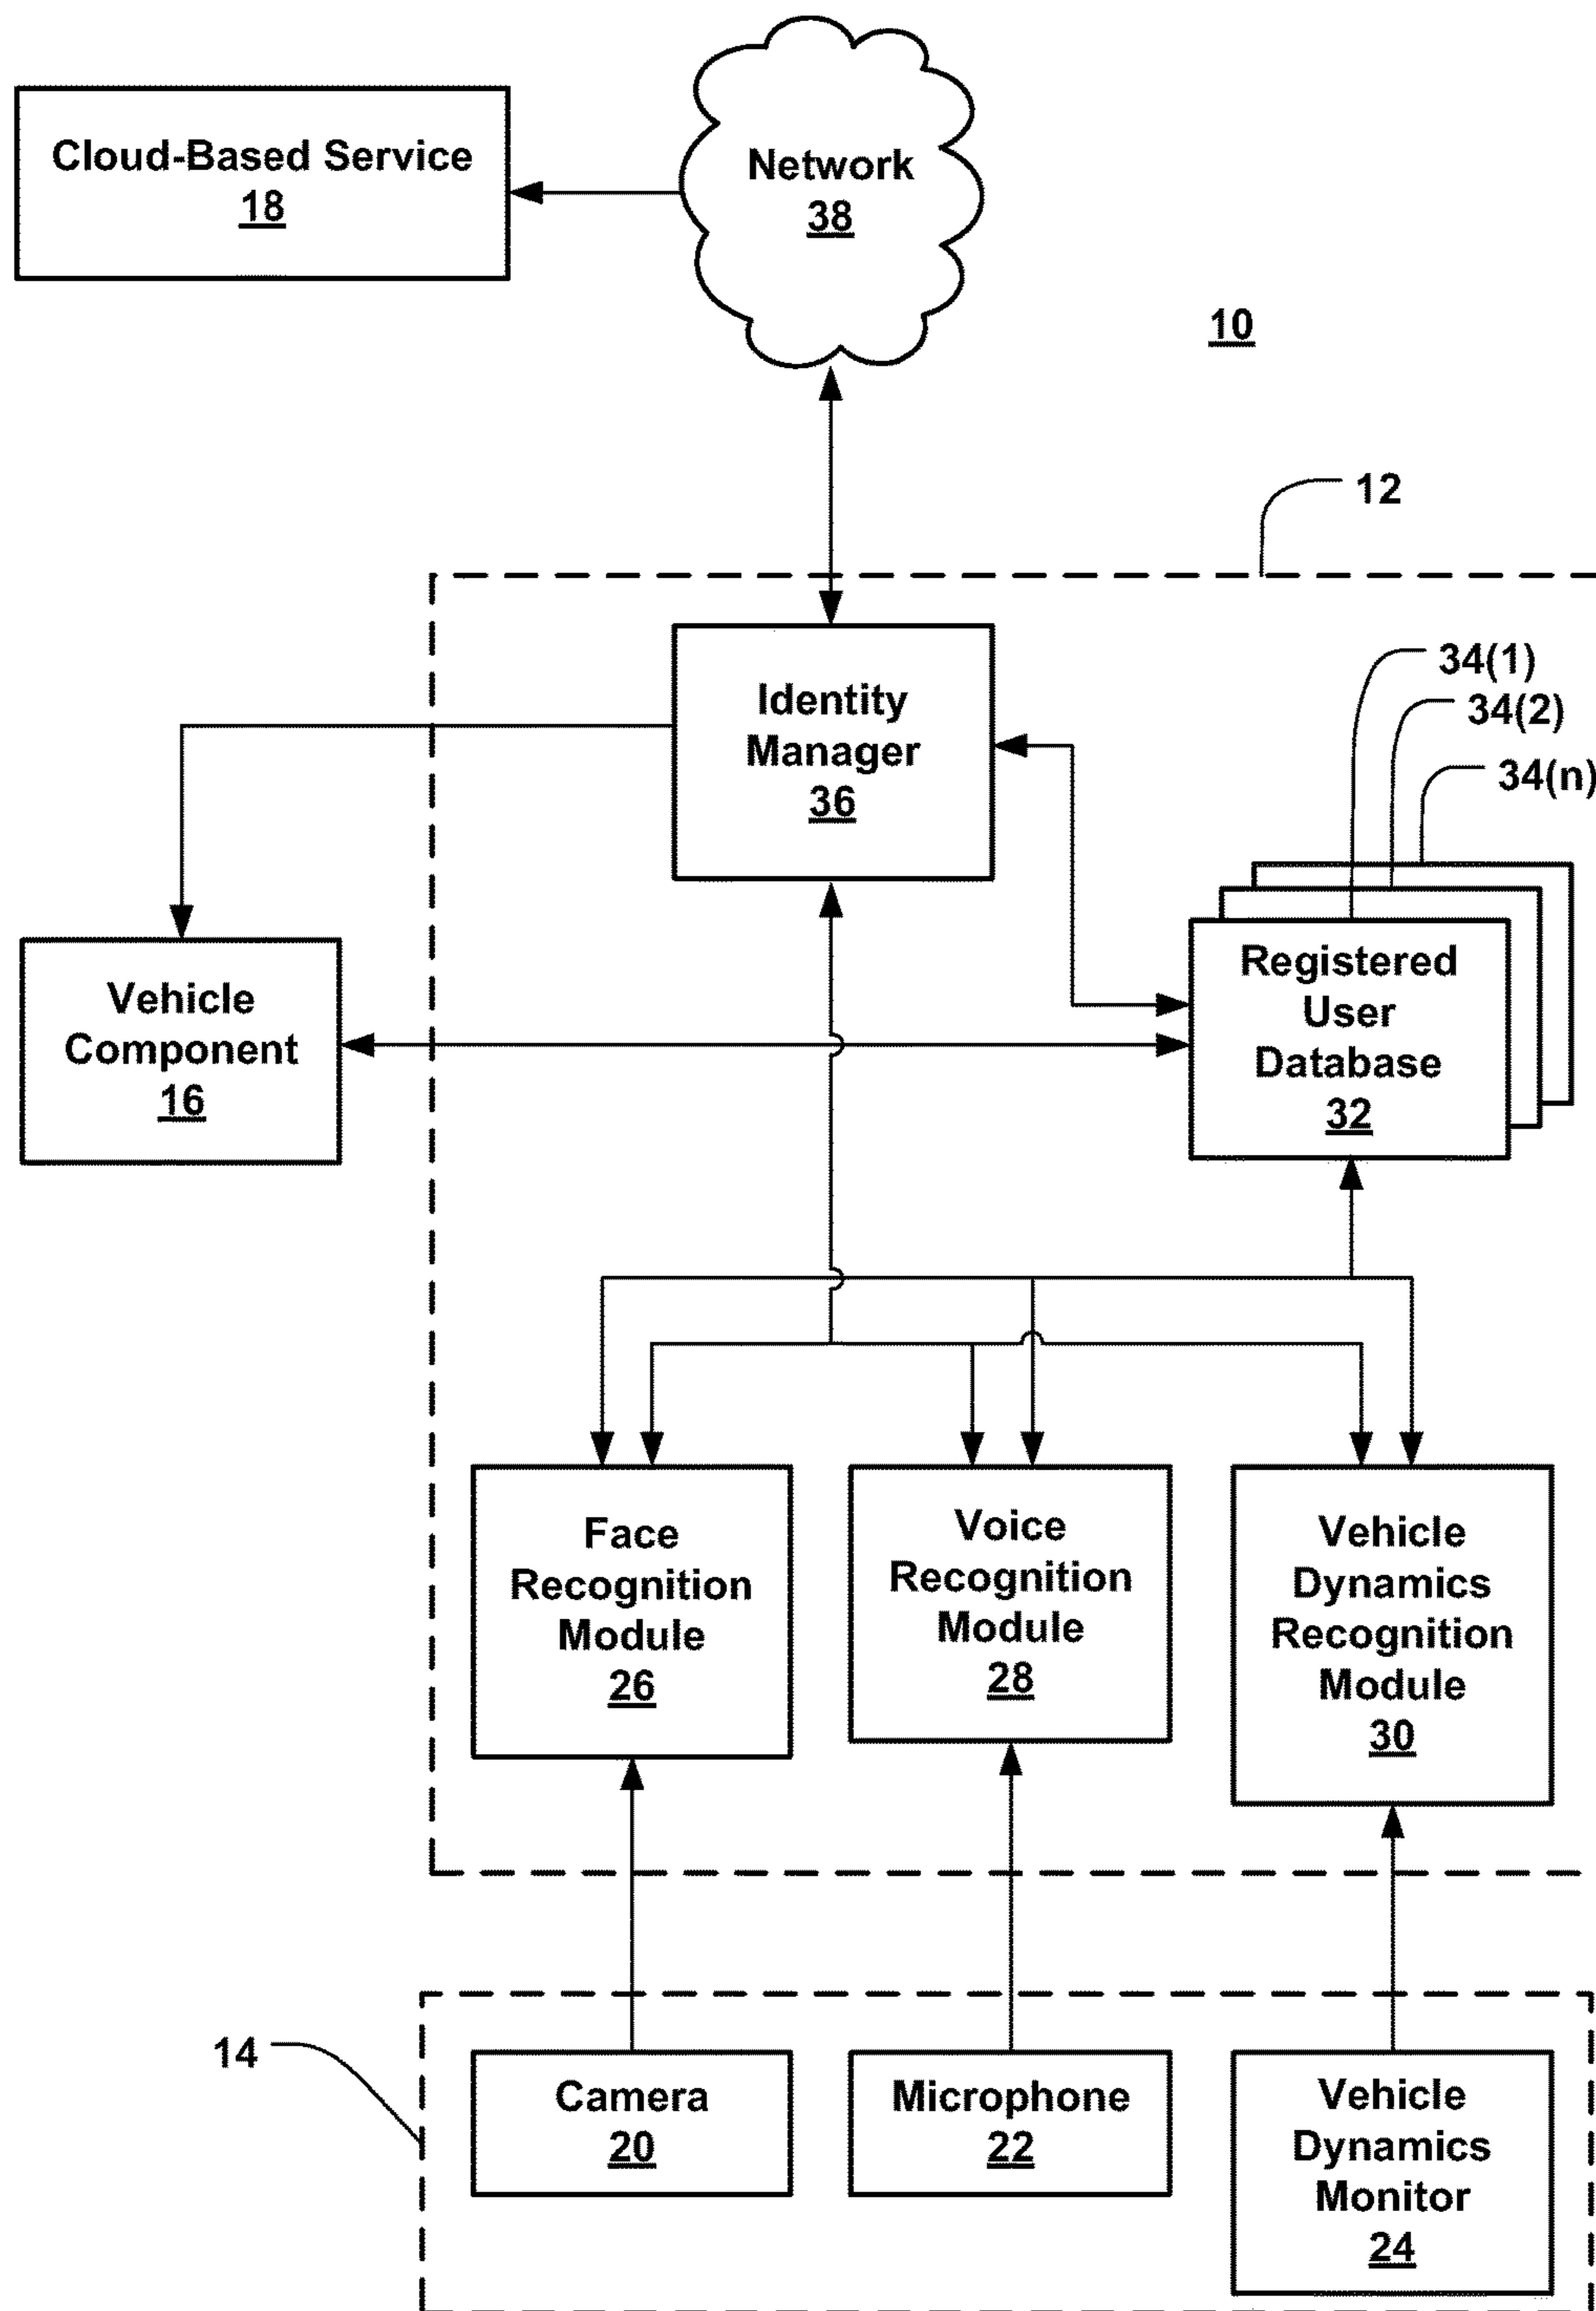 Cloud-Based Service
18
Network
38
10
12
Identity
Manager
36
34(1)
34(2)
34(n)
Vehicle
Component
16
Registered
User
Database
32
Face
Recognition
Module
26
Voice
Recognition
Module
28
Vehicle
Dynamics
Recognition
Module
30
14
Camera
20
Microphone
22
Vehicle
Dynamics
Monitor
24